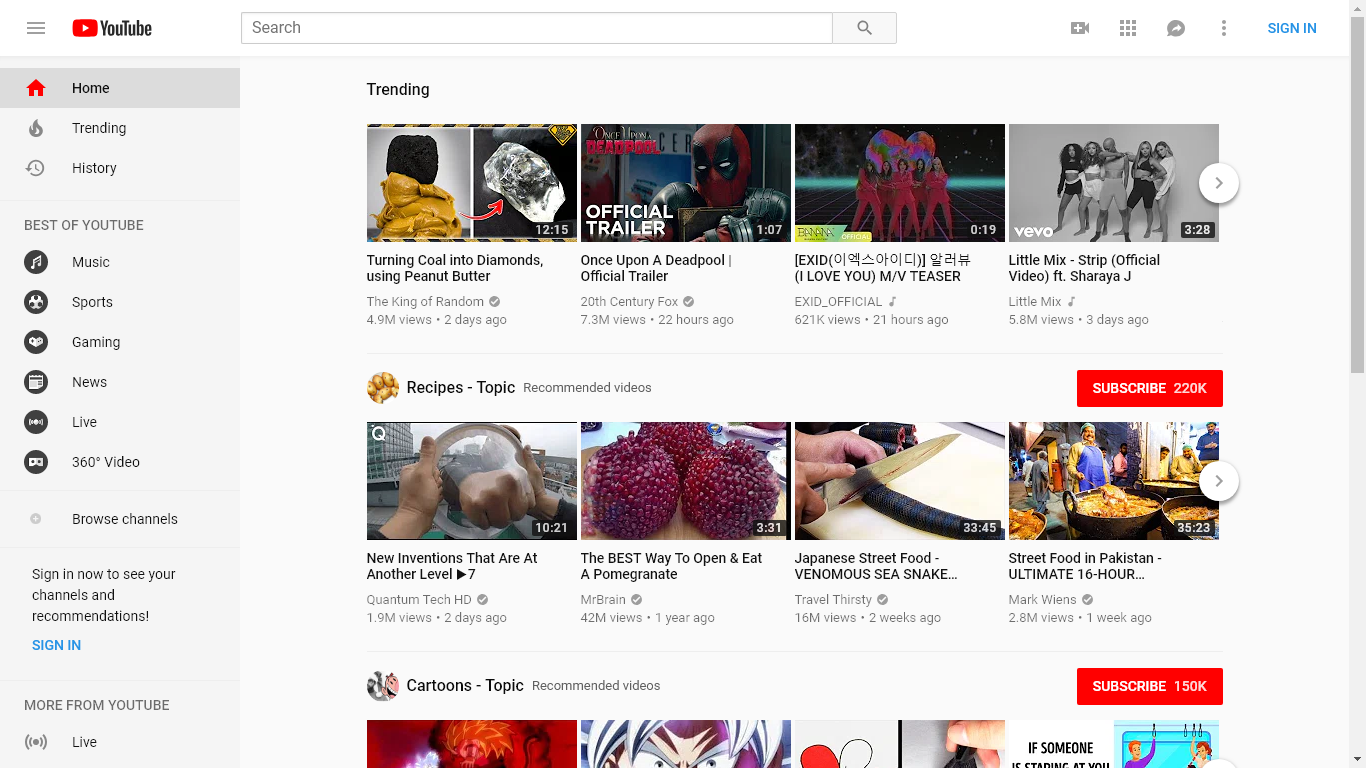 YouTube
Search
SIGN IN
Home
Trending
History
BEST OF YOUTUBE
Music
Sports
Gaming
News
Live
360° Video
Browse channels
Sign in now to see your
channels and
recommendations!
SIGN IN
MORE FROM YOUTUBE
Live
Trending
12:15
ONCE UPON A
DEADPOOL
OFFICIAL
TRAILER
1:07
BANANA
OFFICIAL
0:19
vevo
3:28
Turning Coal into Diamonds,
using Peanut Butter
The King of Random
4.9M views • 2 days ago
Once Upon A Deadpool |
Official Trailer
20th Century Fox
7.3M views • 22 hours ago
[EXID(이엑스아이디)] 알러뷰
(I LOVE YOU) M/V TEASER
EXID_OFFICIAL
621K views • 21 hours ago
Little Mix - Strip (Official
Video) ft. Sharaya J
Little Mix
5.8M views • 3 days ago
Recipes - Topic Recommended videos
SUBSCRIBE 220K
Q
10:21
3:31
33:45
35:23
New Inventions That Are At
Another Level ▶7
Quantum Tech HD
1.9M views • 2 days ago
The BEST Way To Open & Eat
A Pomegranate
MrBrain
42M views • 1 year ago
Japanese Street Food -
VENOMOUS SEA SNAKE…
Travel Thirsty
16M views • 2 weeks ago
Street Food in Pakistan -
ULTIMATE 16-HOUR…
Mark Wiens
2.8M views • 1 week ago
Cartoons - Topic Recommended videos
SUBSCRIBE 150K
IF SOMEONE
IS STARING AT YOU